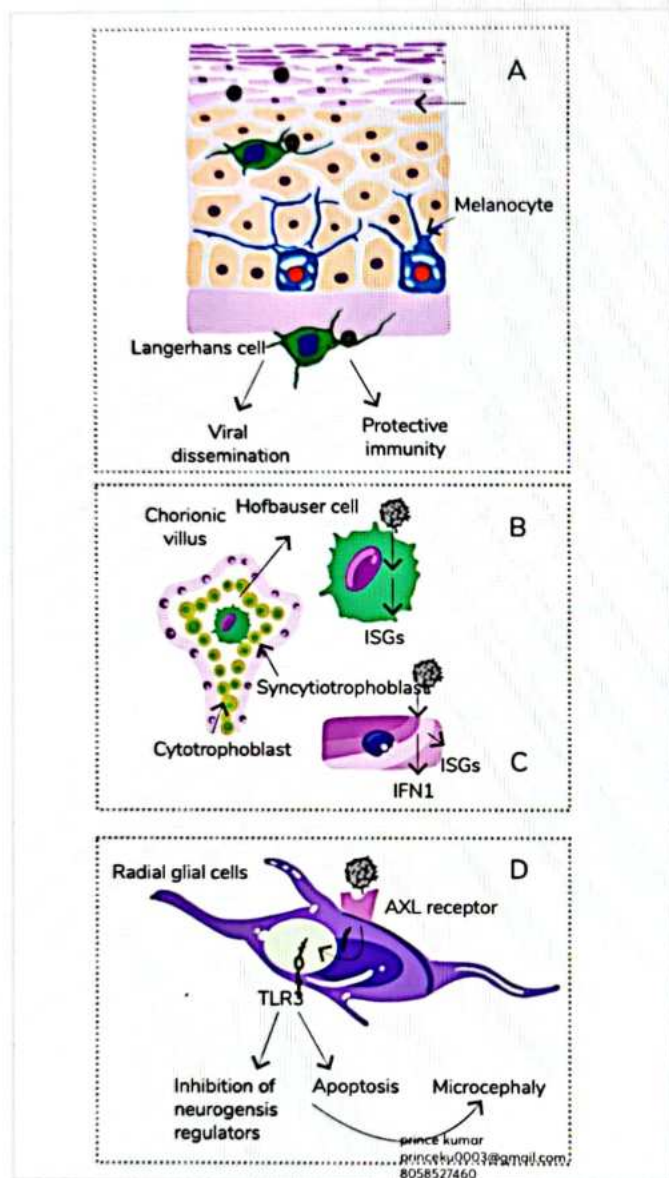 A
Melanocyte
Langerhans cell
Viral
dissemination
Protective
immunity
B
Hofbauser cell
Chorionic
villus
ISGs
Syncytiotrophoblast
Cytotrophoblast
ISGs
IFN1
C
D
Radial glial cells
AXL receptor
TLR3
Inhibition of
neurogensis
regulators
Apoptosis
Microcephaly
prince kumar
princeku0003@gmail.com
8058527460